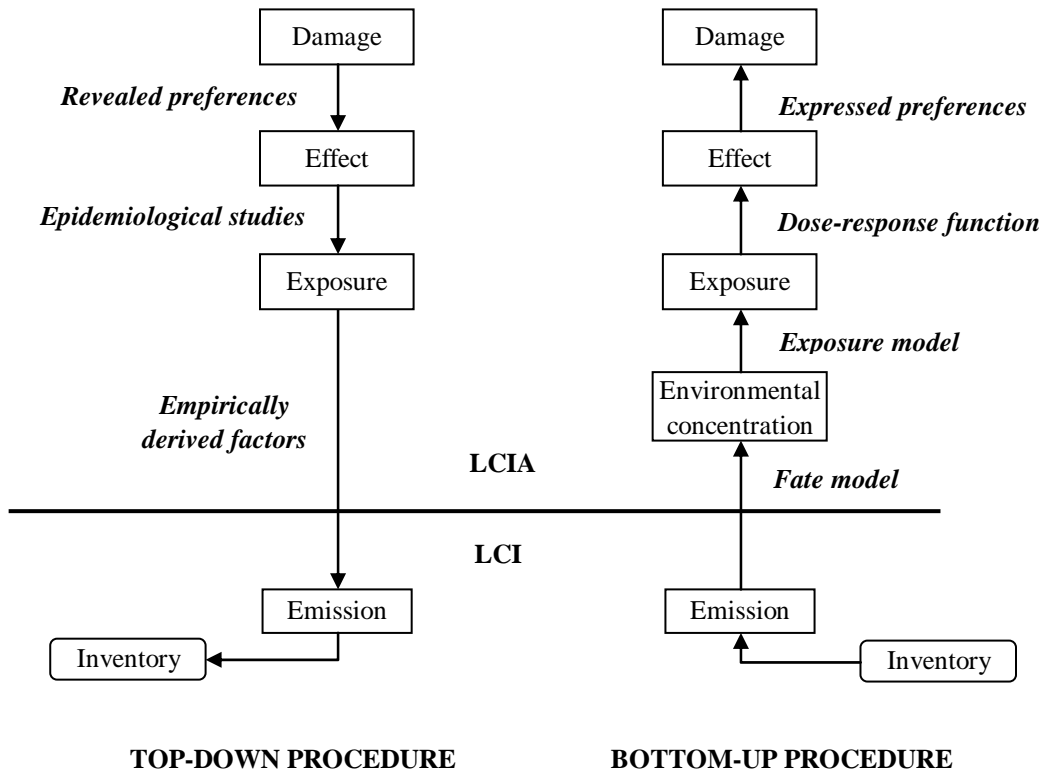 Damage
Revealed preferences
Effect
Epidemiological studies
Exposure
Empirically
derived factors
LCIA
LCI
Emission
Inventory
TOP-DOWN PROCEDURE
Damage
Expressed preferences
Effect
Dose-response function
Exposure
Exposure model
Environmental
concentration
Fate model
Emission
Inventory
BOTTOM-UP PROCEDURE